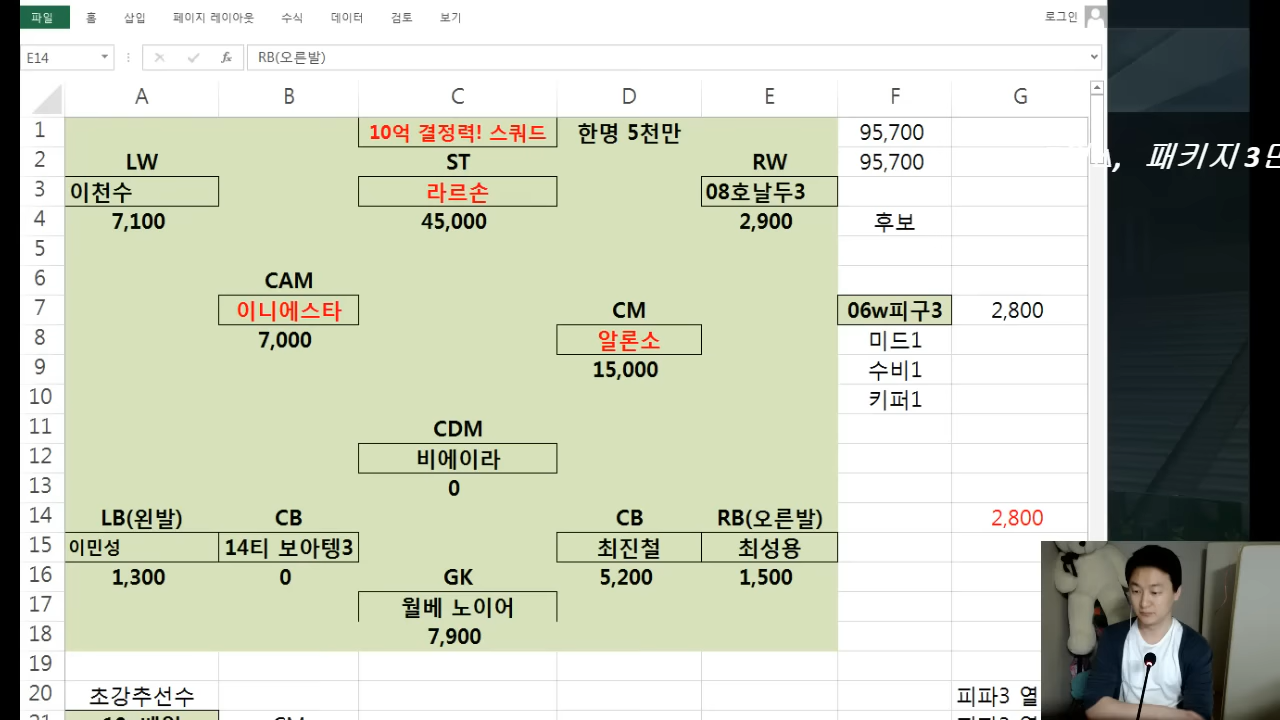 파일 홈 삽입 페이지 레이아웃 수식 데이터 검토 보기 로그인
E14 fx RB(오른발)
A B C D E F G
1 10억 결정력! 스쿼드 한명 5천만 95,700
2 LW ST RW 95,700
패키지 3만
3 이천수 라르손 08호날두3
4 7,100 45,000 2,900 후보
5
6 CAM
7 이니에스타 CM 06w피구3 2,800
8 7,000 알론소 미드1
9 15,000 수비1
10 키퍼1
11 CDM
12 비에이라
13 0
14 LB(왼발) CB CB RB(오른발) 2,800
15 이민성 14티 보아텡3 최진철 최성용
16 1,300 0 GK 5,200 1,500
17 월베 노이어
18 7,900
19
20 초강추선수 피파3 열
21 CM